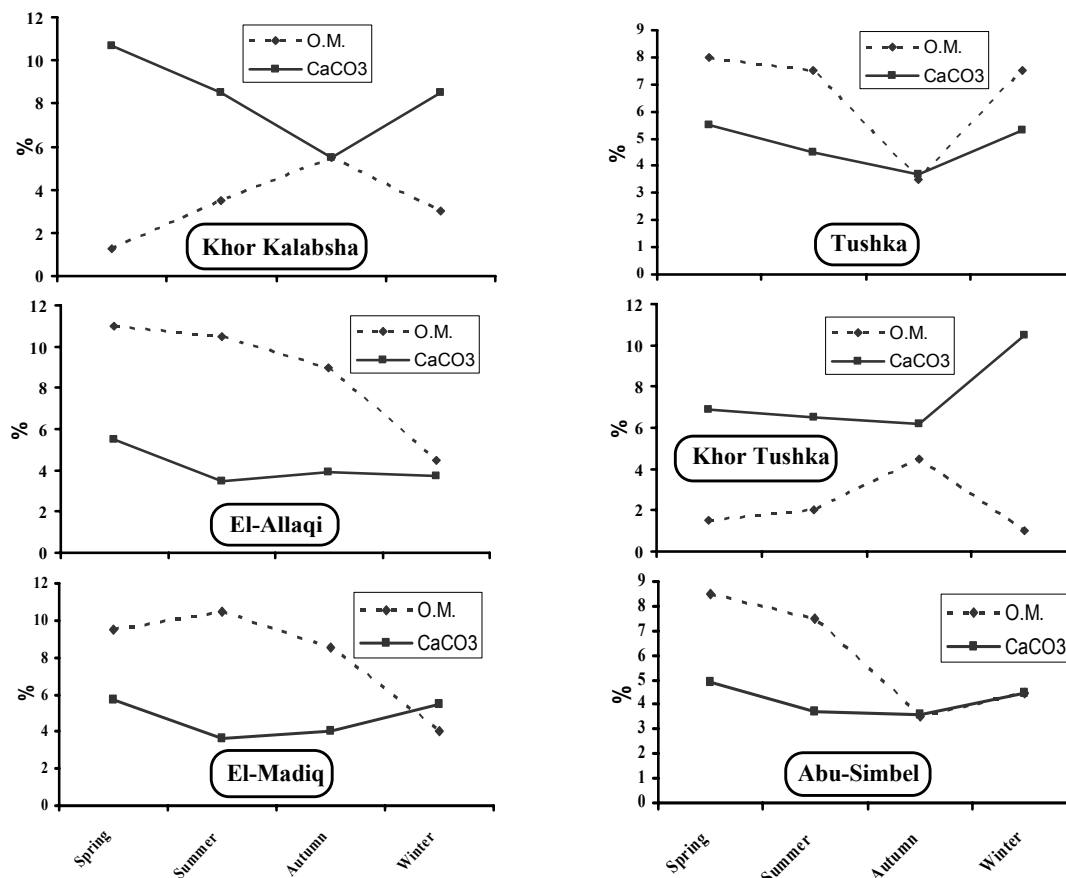 12
10
8
6
4
2
0
%
O.M.
CaCO3
Khor Kalabsha
9
8
7
6
5
4
3
2
1
0
%
O.M.
CaCO3
Tushka
12
10
8
6
4
2
0
%
O.M.
CaCO3
El-Allaqi
12
10
8
6
4
2
0
%
O.M.
CaCO3
Khor Tushka
12
10
8
6
4
2
0
%
O.M.
CaCO3
El-Madiq
Spring
Summer
Autumn
Winter
9
8
7
6
5
4
3
2
1
0
%
O.M.
CaCO3
Abu-Simbel
Spring
Summer
Autumn
Winter